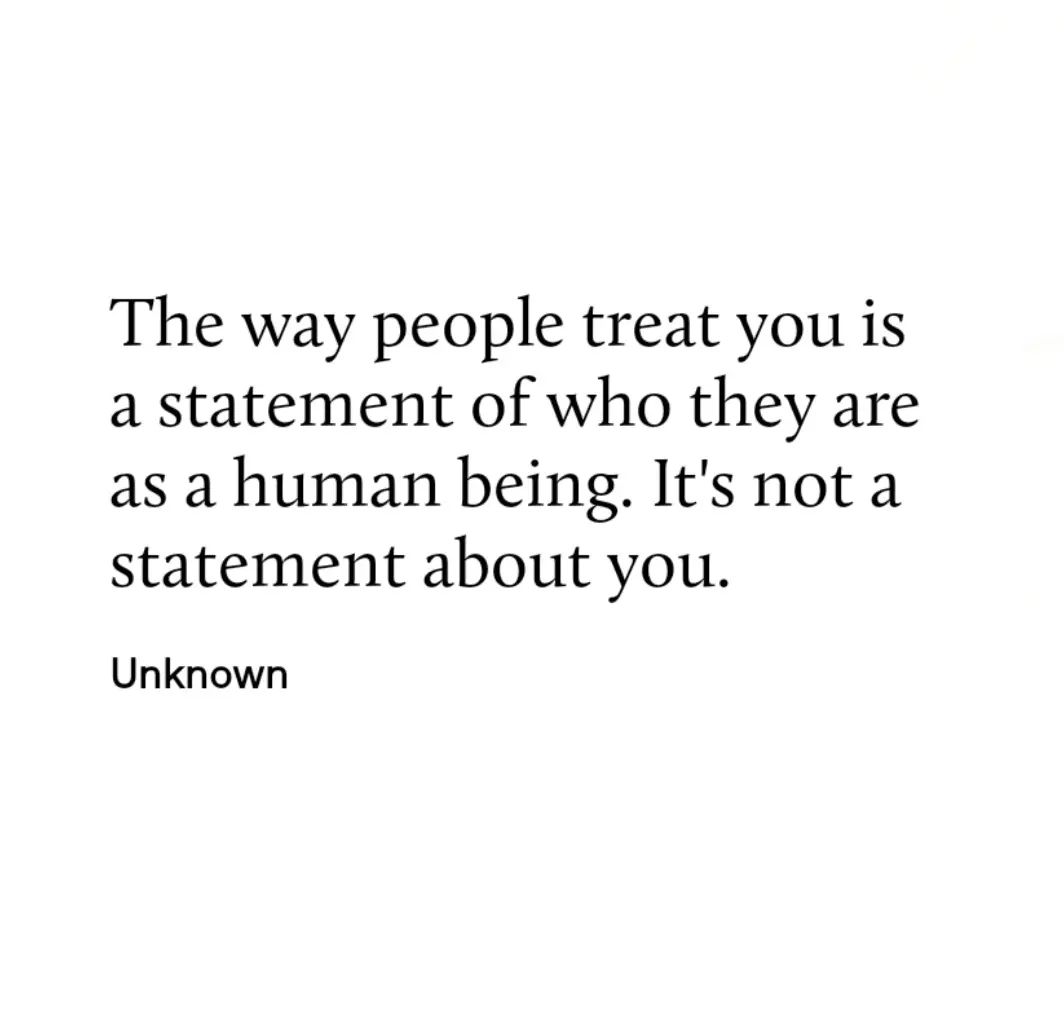 The way people treat you is
a statement of who they are
as a human being. It's not a
statement about you.
Unknown